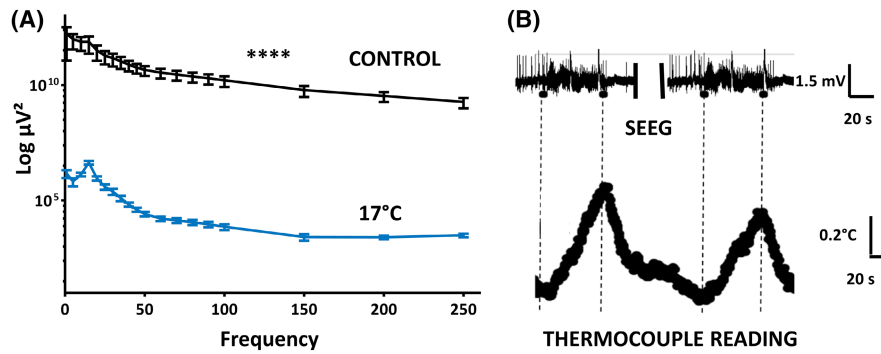 (A)
****
CONTROL
10¹⁰
Log µV²
10⁵
17°C
0
50
100
150
200
250
Frequency
(B)
1.5 mV
20 s
SEEG
0.2°C
20 s
THERMOCOUPLE READING